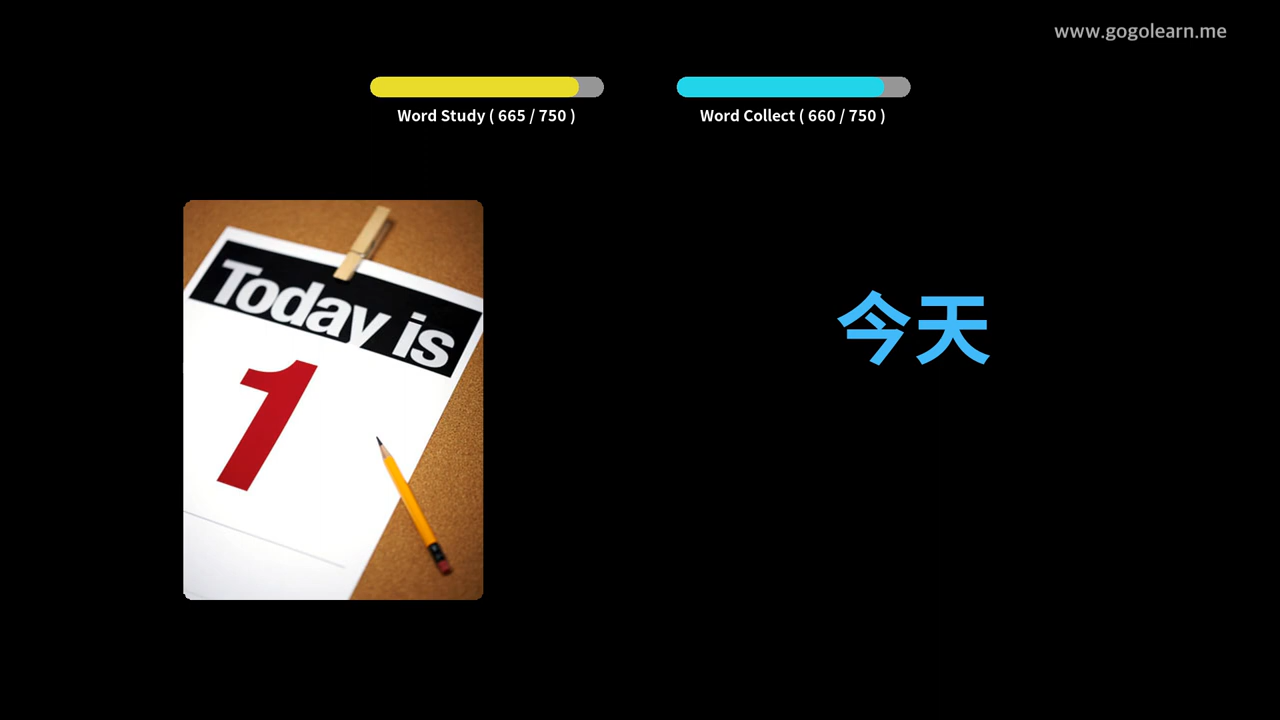 www.gogolearn.me
Word Study ( 665 / 750 )
Word Collect ( 660 / 750 )
Today is
1
今天